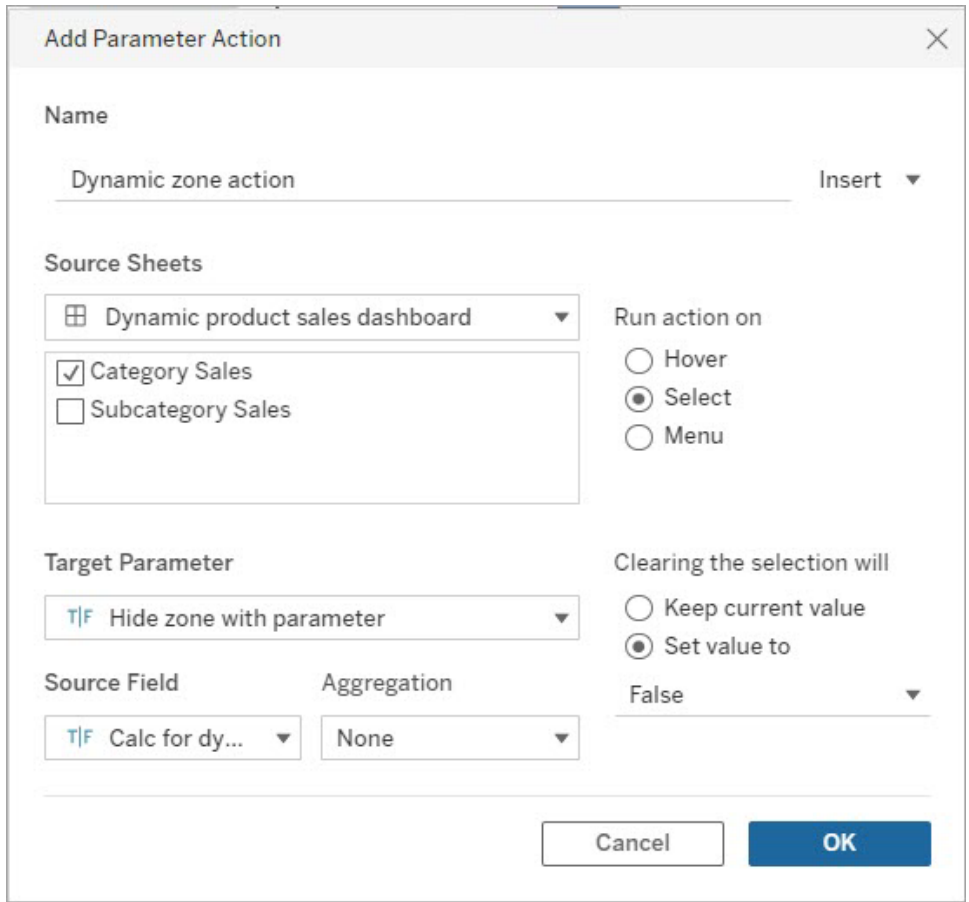 Add Parameter Action
Name
Dynamic zone action
Insert
Source Sheets
Dynamic product sales dashboard
Run action on
Category Sales
Hover
Subcategory Sales
Select
Menu
Target Parameter
Clearing the selection will
T|F Hide zone with parameter
Keep current value
Set value to
Source Field
Aggregation
False
T|F Calc for dy...
None
Cancel
OK